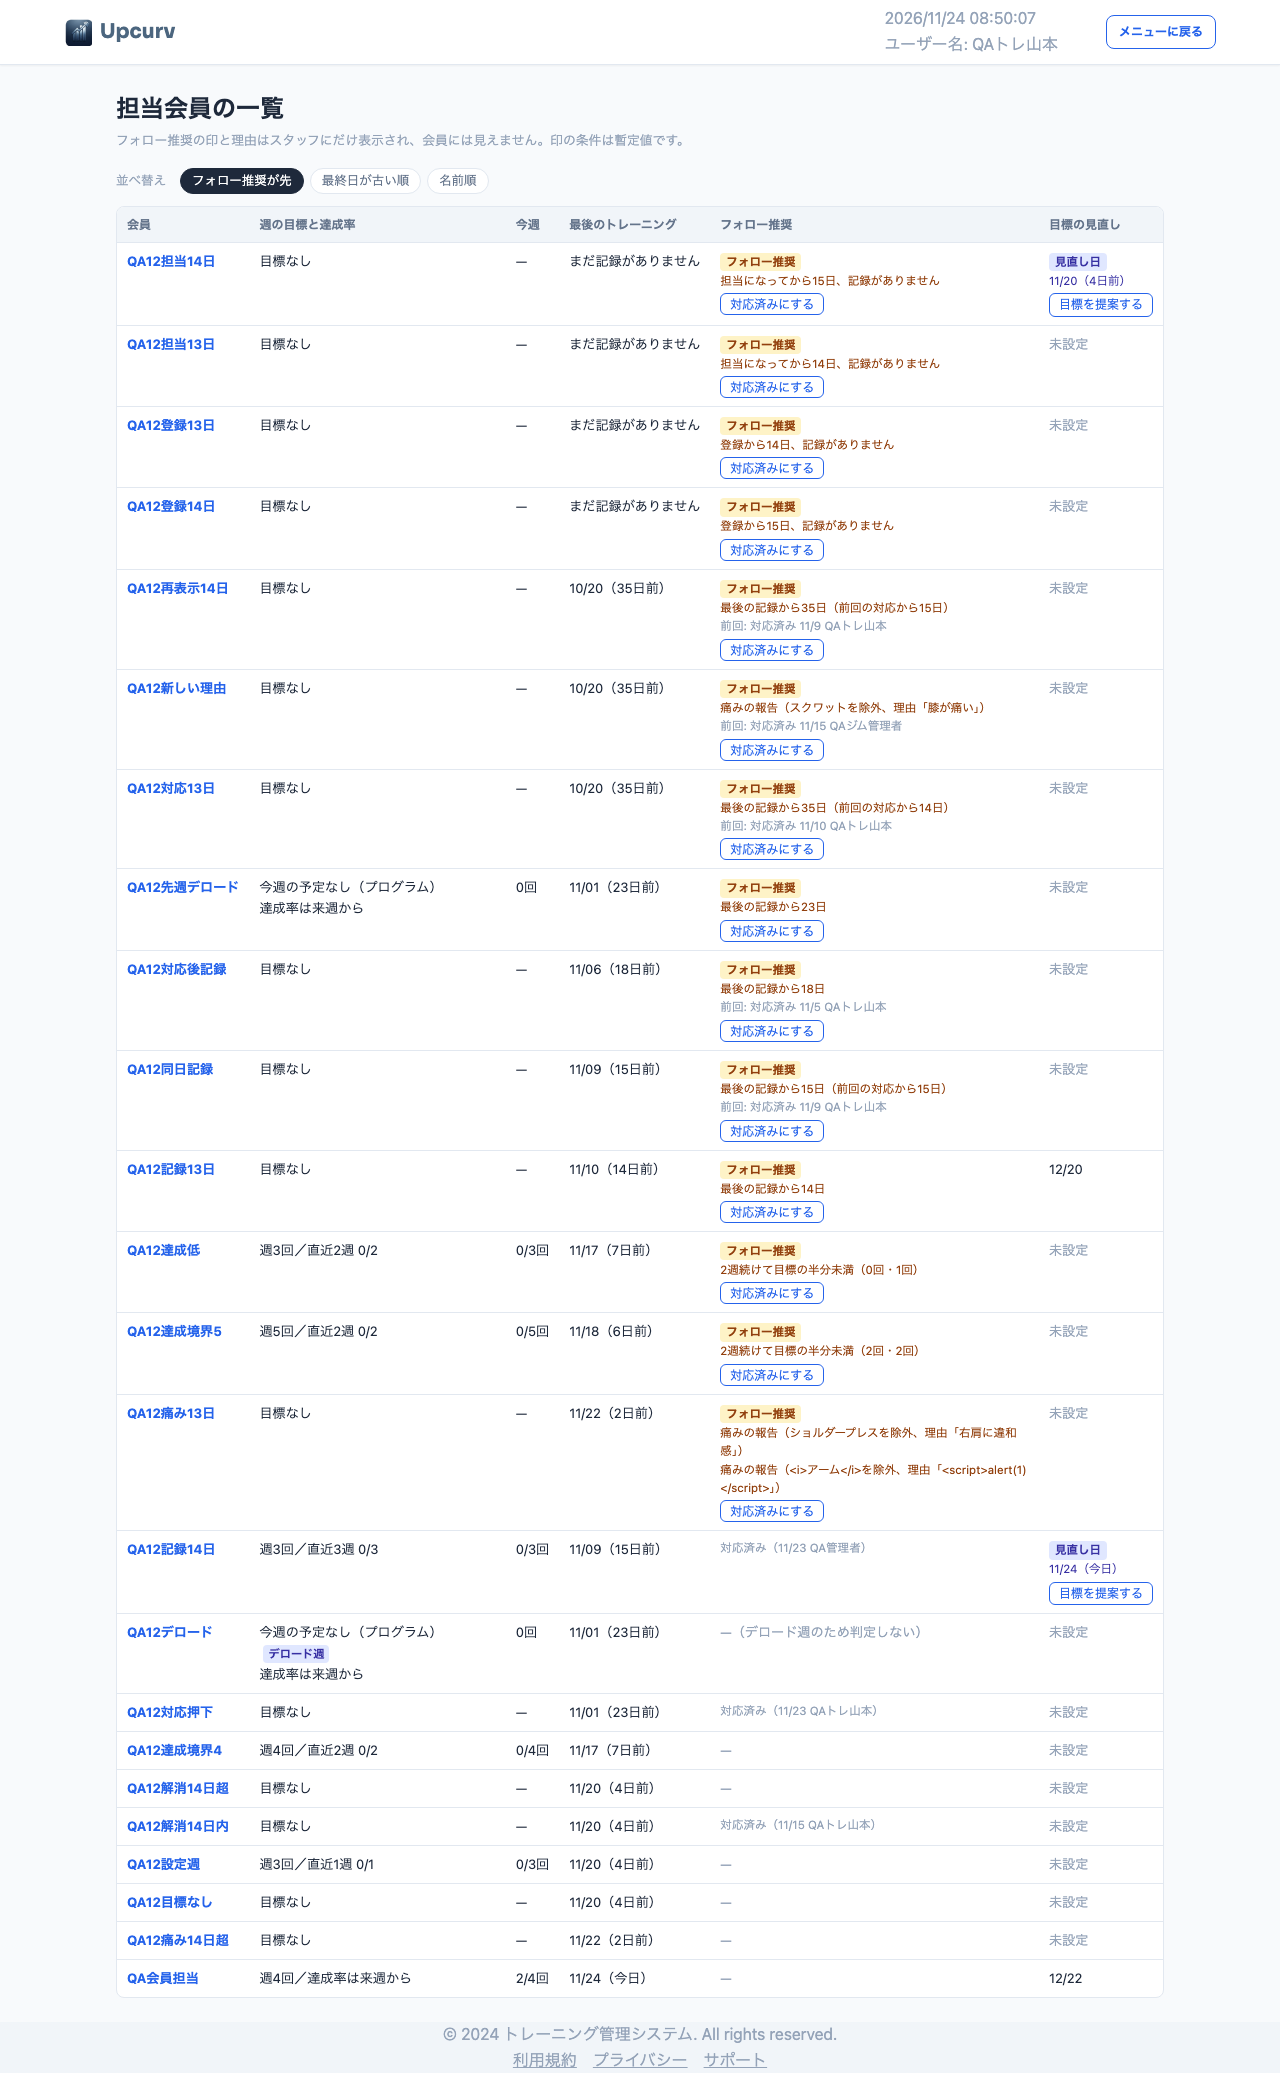 Upcurv
2026/11/24 08:50:07
ユーザー名: QAトレ山本
メニューに戻る
担当会員の一覧
フォロー推奨の印と理由はスタッフにだけ表示され、会員には見えません。印の条件は暫定値です。
並べ替え フォロー推奨が先 最終日が古い順 名前順
会員 週の目標と達成率 今週 最後のトレーニング フォロー推奨 目標の見直し
QA12担当14日 目標なし — まだ記録がありません フォロー推奨 見直し日
担当になってから15日、記録がありません 11/20（4日前）
対応済みにする 目標を提案する
QA12担当13日 目標なし — まだ記録がありません フォロー推奨 未設定
担当になってから14日、記録がありません
対応済みにする
QA12登録13日 目標なし — まだ記録がありません フォロー推奨 未設定
登録から14日、記録がありません
対応済みにする
QA12登録14日 目標なし — まだ記録がありません フォロー推奨 未設定
登録から15日、記録がありません
対応済みにする
QA12再表示14日 目標なし — 10/20（35日前） フォロー推奨 未設定
最後の記録から35日（前回の対応から15日）
前回: 対応済み 11/9 QAトレ山本
対応済みにする
QA12新しい理由 目標なし — 10/20（35日前） フォロー推奨 未設定
痛みの報告（スクワットを除外、理由「膝が痛い」）
前回: 対応済み 11/15 QAジム管理者
対応済みにする
QA12対応13日 目標なし — 10/20（35日前） フォロー推奨 未設定
最後の記録から35日（前回の対応から14日）
前回: 対応済み 11/10 QAトレ山本
対応済みにする
QA12先週デロード 今週の予定なし（プログラム） 0回 11/01（23日前） フォロー推奨 未設定
達成率は来週から 最後の記録から23日
対応済みにする
QA12対応後記録 目標なし — 11/06（18日前） フォロー推奨 未設定
最後の記録から18日
前回: 対応済み 11/5 QAトレ山本
対応済みにする
QA12同日記録 目標なし — 11/09（15日前） フォロー推奨 未設定
最後の記録から15日（前回の対応から15日）
前回: 対応済み 11/9 QAトレ山本
対応済みにする
QA12記録13日 目標なし — 11/10（14日前） フォロー推奨 12/20
最後の記録から14日
対応済みにする
QA12達成低 週3回／直近2週 0/2 0/3回 11/17（7日前） フォロー推奨 未設定
2週続けて目標の半分未満（0回・1回）
対応済みにする
QA12達成境界5 週5回／直近2週 0/2 0/5回 11/18（6日前） フォロー推奨 未設定
2週続けて目標の半分未満（2回・2回）
対応済みにする
QA12痛み13日 目標なし — 11/22（2日前） フォロー推奨 未設定
痛みの報告（ショルダープレスを除外、理由「右肩に違和
感」）
痛みの報告（<i>アーム</i>を除外、理由「<script>alert(1)
</script>」）
対応済みにする
QA12記録14日 週3回／直近3週 0/3 0/3回 11/09（15日前） 対応済み（11/23 QA管理者） 見直し日
11/24（今日）
目標を提案する
QA12デロード 今週の予定なし（プログラム） 0回 11/01（23日前） —（デロード週のため判定しない） 未設定
デロード週
達成率は来週から
QA12対応押下 目標なし — 11/01（23日前） 対応済み（11/23 QAトレ山本） 未設定
QA12達成境界4 週4回／直近2週 0/2 0/4回 11/17（7日前） — 未設定
QA12解消14日超 目標なし — 11/20（4日前） — 未設定
QA12解消14日内 目標なし — 11/20（4日前） 対応済み（11/15 QAトレ山本） 未設定
QA12設定週 週3回／直近1週 0/1 0/3回 11/20（4日前） — 未設定
QA12目標なし 目標なし — 11/20（4日前） — 未設定
QA12痛み14日超 目標なし — 11/22（2日前） — 未設定
QA会員担当 週4回／達成率は来週から 2/4回 11/24（今日） — 12/22
© 2024 トレーニング管理システム. All rights reserved.
利用規約 プライバシー サポート